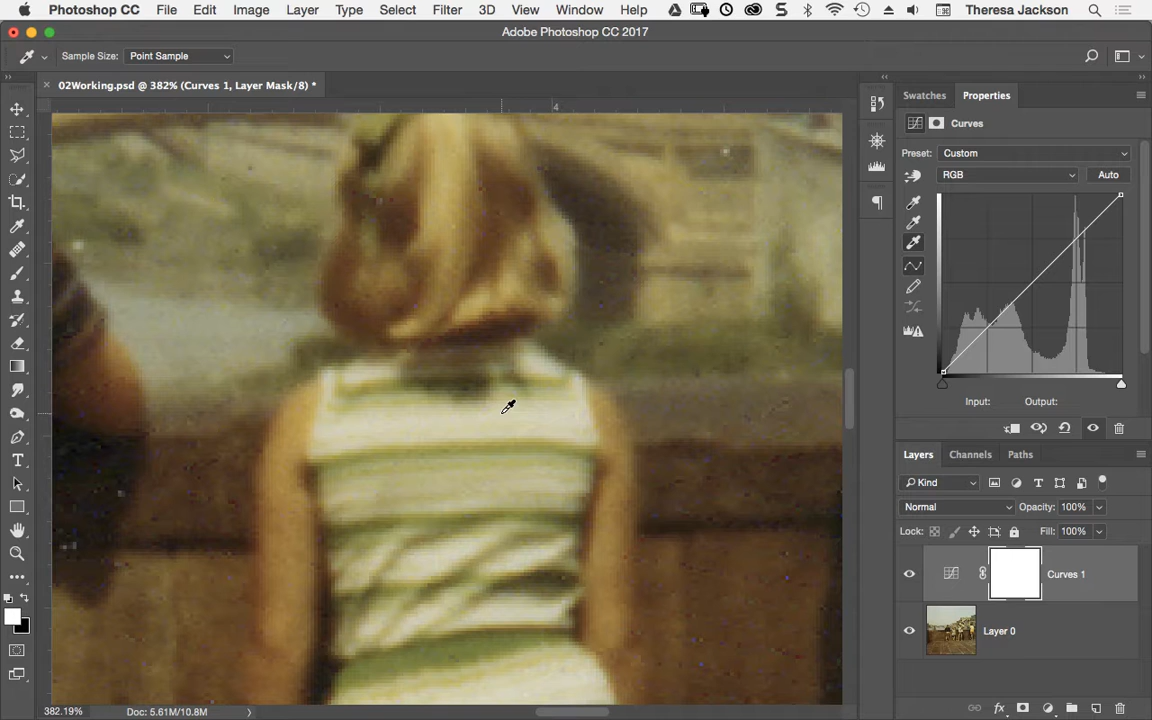 Photoshop CC File Edit Image Layer Type Select Filter 3D View Window Help Theresa Jackson
Adobe Photoshop CC 2017
Sample Size: Point Sample
02Working.psd @ 382% (Curves 1, Layer Mask/8) *
4
Swatches Properties
Curves
Preset: Custom
RGB Auto
Input: Output:
Layers Channels Paths
Kind
Normal Opacity: 100%
Lock: Fill: 100%
Curves 1
Layer 0
382.19% Doc: 5.61M/10.8M